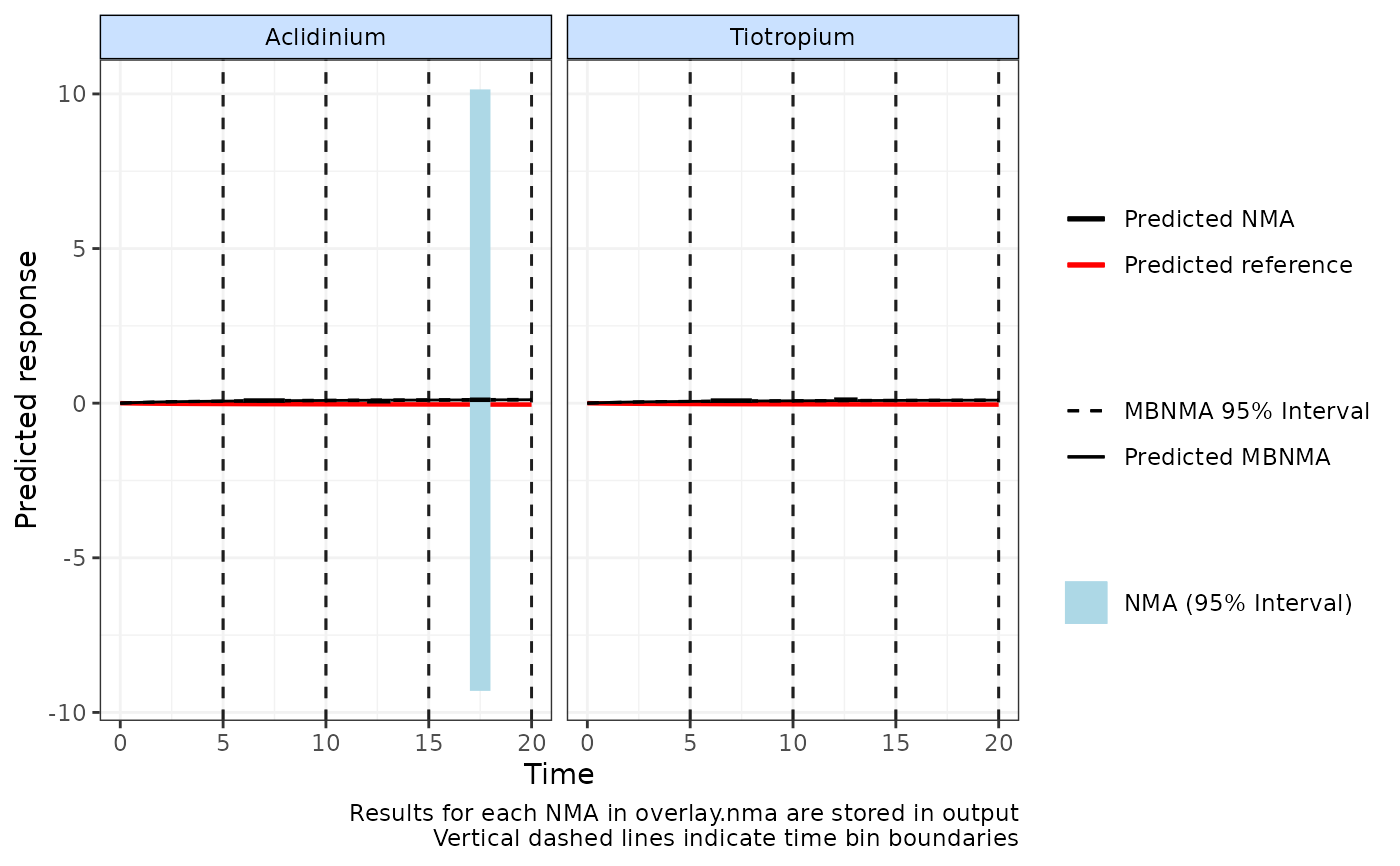 Aclidinium
Tiotropium
Predicted response
10
5
0
-5
-10
0 5 10 15 20
0 5 10 15 20
Time
Predicted NMA
Predicted reference
MBNMA 95% Interval
Predicted MBNMA
NMA (95% Interval)
Results for each NMA in overlay.nma are stored in output
Vertical dashed lines indicate time bin boundaries